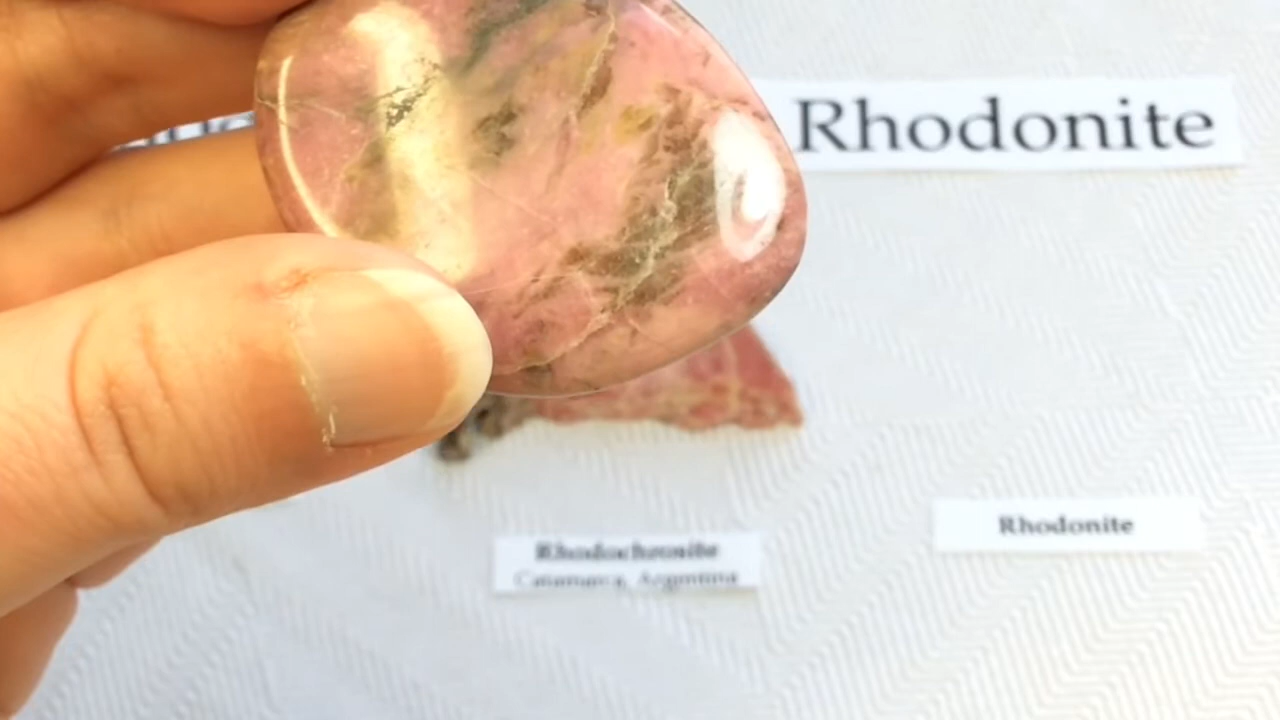 Rhodonite
Rhodonite
Rhodochrosite
Catamarca, Argentina